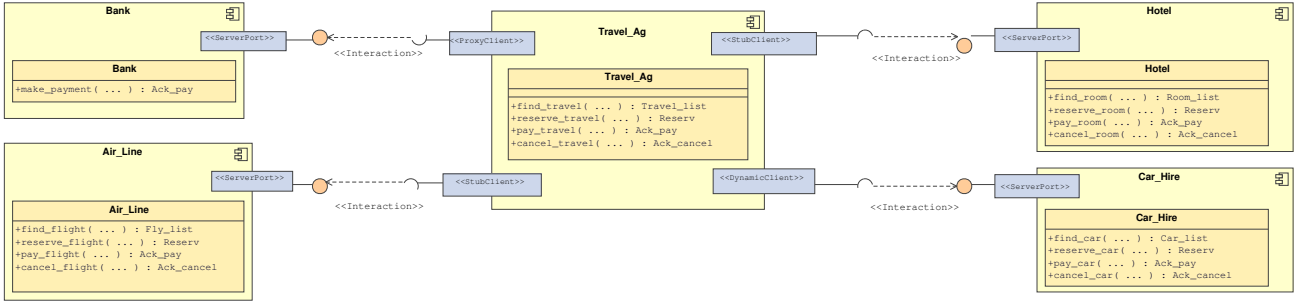 Bank
<<ServerPort>>
Bank
+make_payment( ... ) : Ack_pay
<<Interaction>>
Air_Line
<<ServerPort>>
Air_Line
+find_flight( ... ) : Fly_list
+reserve_flight( ... ) : Reserv
+pay_flight( ... ) : Ack_pay
+cancel_flight( ... ) : Ack_cancel
<<Interaction>>
Travel_Ag
<<ProxyClient>>
<<StubClient>>
Travel_Ag
+find_travel( ... ) : Travel_list
+reserve_travel( ... ) : Reserv
+pay_travel( ... ) : Ack_pay
+cancel_travel( ... ) : Ack_cancel
<<StubClient>>
<<DynamicClient>>
<<Interaction>>
<<Interaction>>
Hotel
<<ServerPort>>
Hotel
+find_room( ... ) : Room_list
+reserve_room( ... ) : Reserv
+pay_room( ... ) : Ack_pay
+cancel_room( ... ) : Ack_cancel
Car_Hire
<<ServerPort>>
Car_Hire
+find_car( ... ) : Car_list
+reserve_car( ... ) : Reserv
+pay_car( ... ) : Ack_pay
+cancel_car( ... ) : Ack_cancel